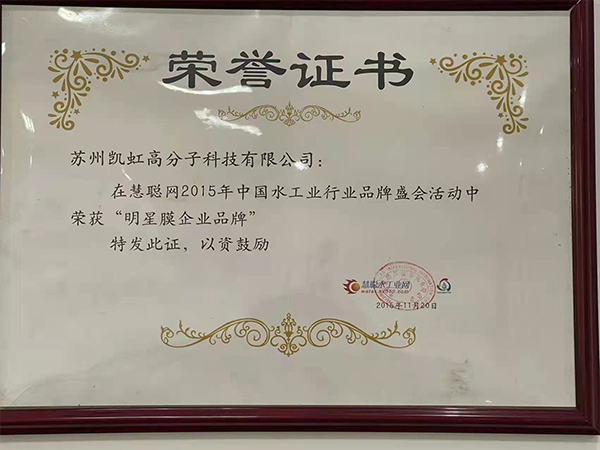 荣誉证书
苏州凯虹高分子科技有限公司：
在慧聪网2015年中国水工业行业品牌盛会活动中
荣获“明星膜企业品牌”
特发此证，以资鼓励
慧聪水工业网
water.hc360.com
2015年11月20日